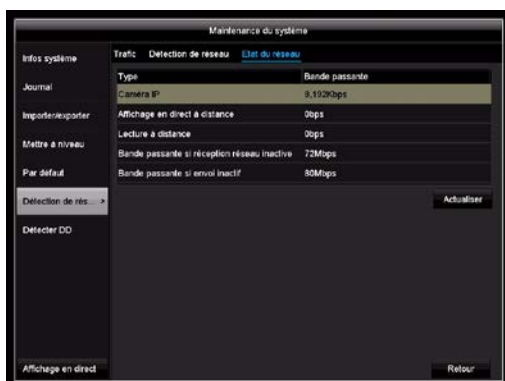 Maintenance du système
Infos système
Journal
Importer/exporter
Mettre à niveau
Par défaut
Détection de rés... >
Détecter DD
Affichage en direct
Trafic Détection de réseau Etat du réseau
Type Bande passante
Caméra IP 9,192Kbps
Affichage en direct à distance 0bps
Lecture à distance 0bps
Bande passante si réception réseau inactive 72Mbps
Bande passante si envoi inactif 80Mbps
Actualiser
Retour